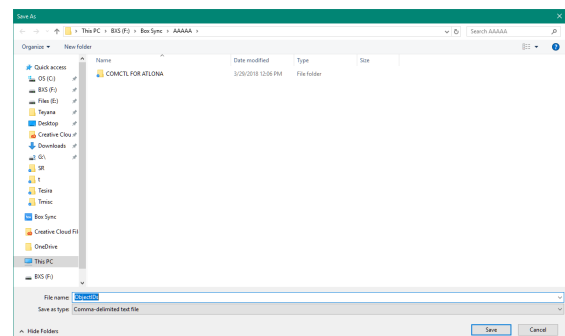 Save As
This PC > BXS (F:) > Box Sync > AAAAA >
Search AAAAA
Organize
New folder
Name
Date modified
Type
Size
COMCTL FOR ATLONA
3/29/2018 12:06 PM
File folder
Quick access
OS (C:)
BXS (F:)
Files (E:)
Teyana
Desktop
Creative Clou
Downloads
G:\
SR
t
Tesira
Tmisc
Box Sync
Creative Cloud Fil
OneDrive
This PC
BXS (F:)
File name: ObjectIDs
Save as type: Comma-delimited text file
Hide Folders
Save
Cancel